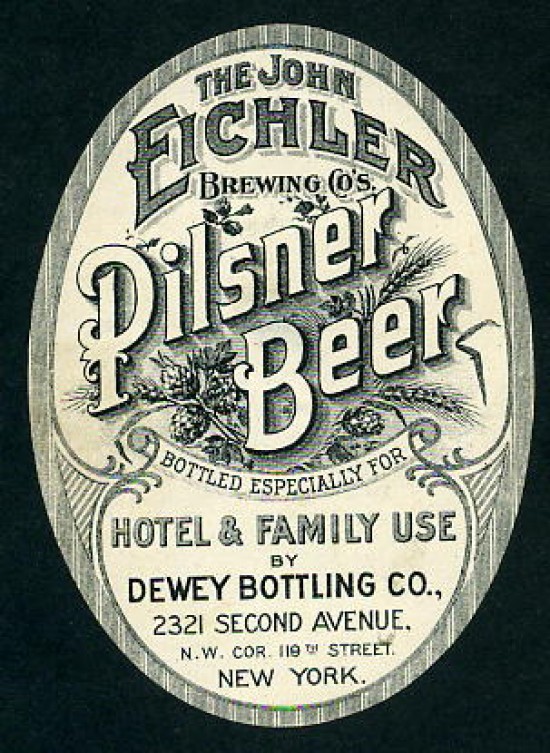 THE JOHN
EICHLER
BREWING CO'S.
Pilsner
Beer
BOTTLED ESPECIALLY FOR
HOTEL & FAMILY USE
BY
DEWEY BOTTLING CO.,
2321 SECOND AVENUE.
N.W. COR. 119TH STREET.
NEW YORK.